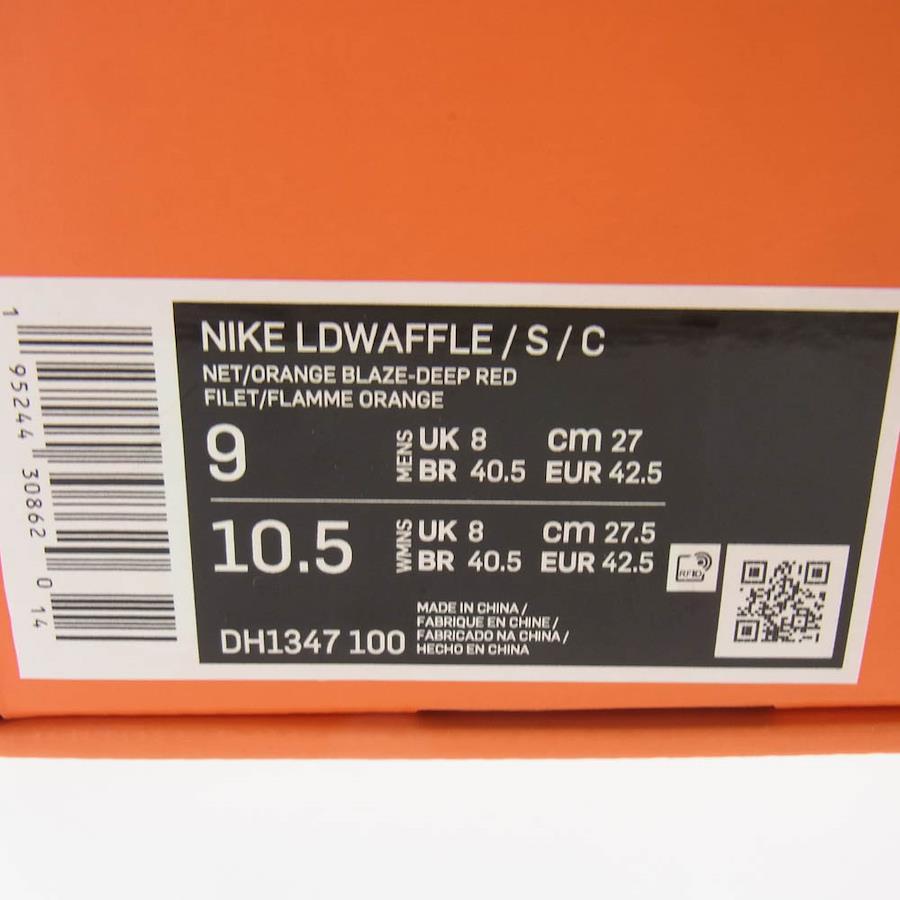 NIKE LDWAFFLE / S / C
NET/ORANGE BLAZE-DEEP RED
FILET/FLAMME ORANGE
9 MENS UK 8 cm 27
BR 40.5 EUR 42.5
10.5 WMNS UK 8 cm 27.5
BR 40.5 EUR 42.5
RFID
DH1347 100
MADE IN CHINA /
FABRIQUE EN CHINE /
FABRICADO NA CHINA /
HECHO EN CHINA
1 95244 30862 0 14